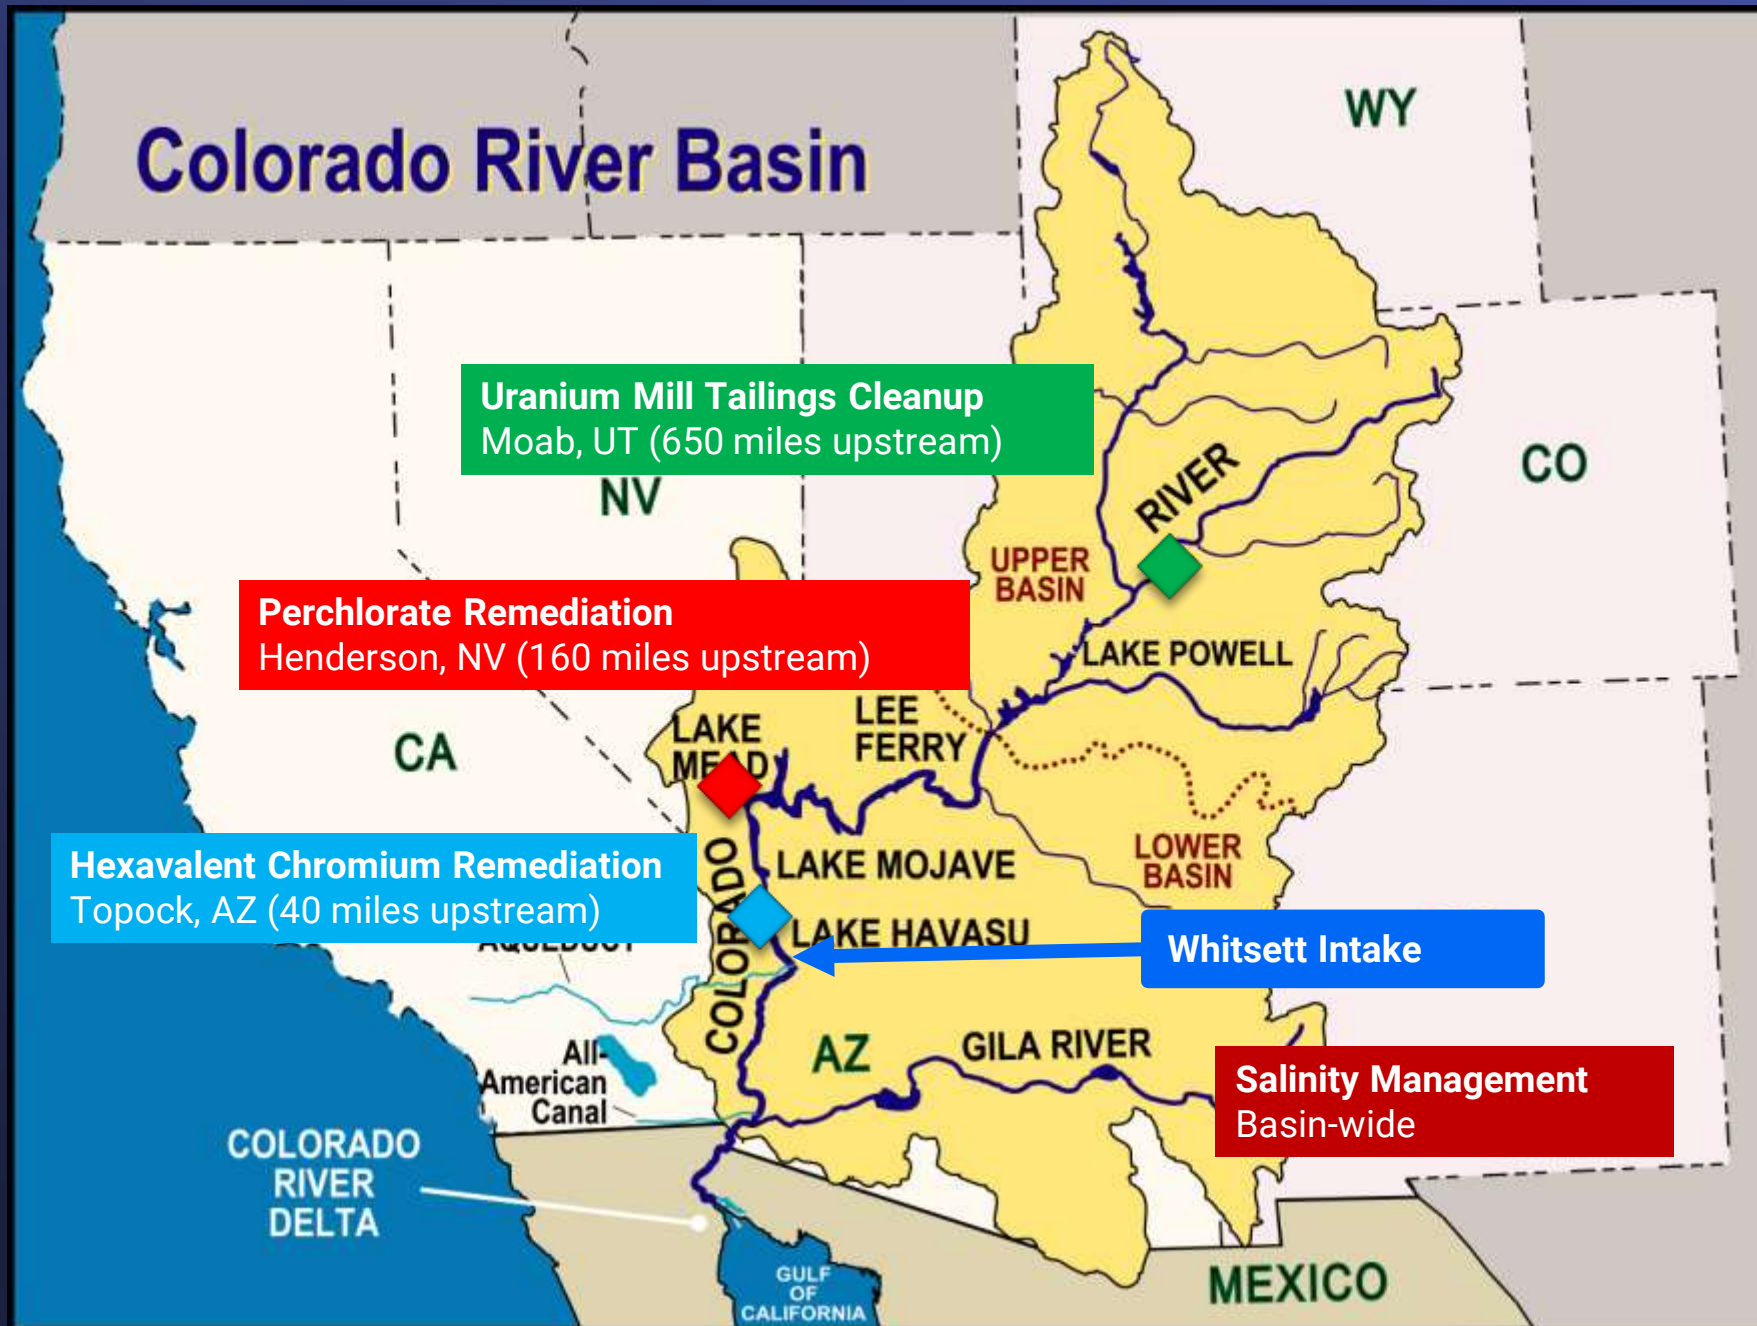 Colorado River Basin
WY
Uranium Mill Tailings Cleanup
Moab, UT (650 miles upstream)
NV
CO
RIVER
UPPER
BASIN
Perchlorate Remediation
Henderson, NV (160 miles upstream)
LAKE POWELL
LEE
FERRY
LAKE
MEAD
CA
Hexavalent Chromium Remediation
Topock, AZ (40 miles upstream)
COLORADO
LAKE MOJAVE
LOWER
BASIN
LAKE HAVASU
Whitsett Intake
AQUEDUCT
AZ
GILA RIVER
All-
American
Canal
Salinity Management
Basin-wide
COLORADO
RIVER
DELTA
GULF
OF
CALIFORNIA
MEXICO